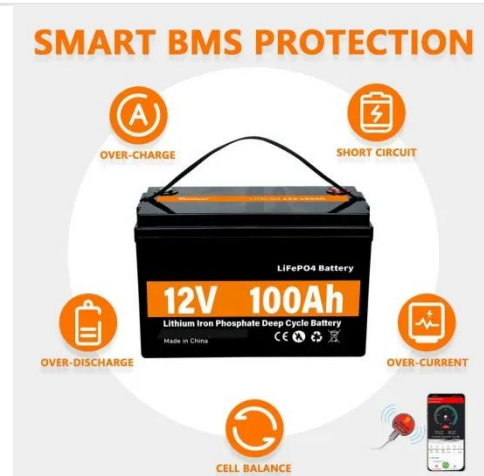 SMART BMS PROTECTION
A
OVER-CHARGE
SHORT CIRCUIT
LiFePO4 Battery
12V 100Ah
Lithium Iron Phosphate Deep Cycle Battery
Made in China
CE
OVER-DISCHARGE
OVER-CURRENT
CELL BALANCE